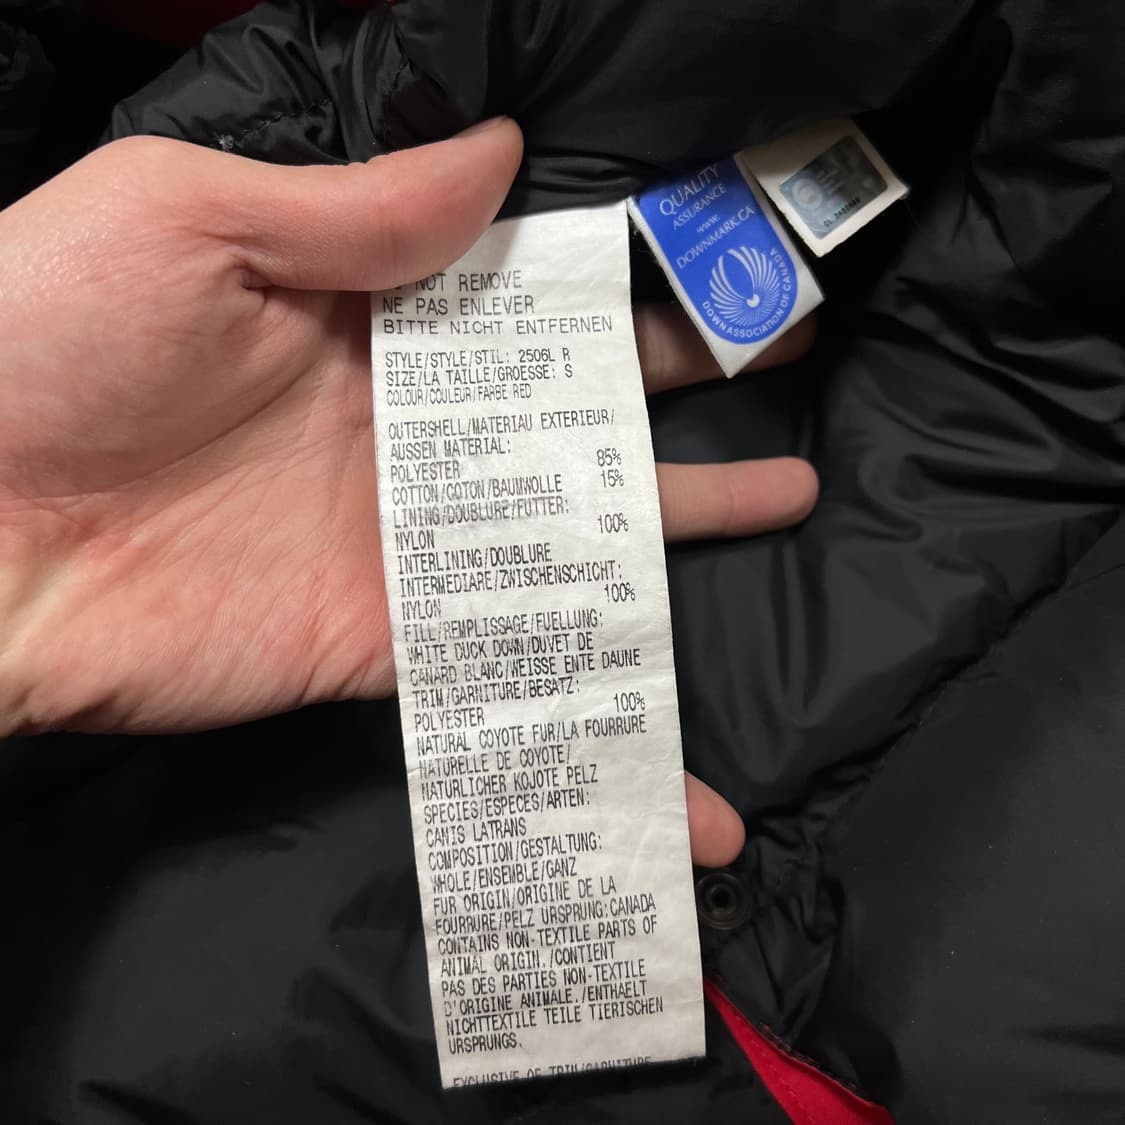 NOT REMOVE
NE PAS ENLEVER
BITTE NICHT ENTFERNEN
STYLE/STYLE/STIL: 2506L R
SIZE/LA TAILLE/GROESSE: S
COLOUR/COULEUR/FARBE RED
OUTERSHELL/MATERIAU EXTERIEUR/
AUSSEN MATERIAL:
POLYESTER 85%
COTTON/COTON/BAUMWOLLE 15%
LINING/DOUBLURE/FUTTER:
NYLON 100%
INTERLINING/DOUBLURE
INTERMEDIARE/ZWISCHENSCHICHT:
NYLON 100%
FILL/REMPLISSAGE/FUELLUNG:
WHITE DUCK DOWN/DUVET DE
CANARD BLANC/WEISSE ENTE DAUNE
TRIM/GARNITURE/BESATZ:
POLYESTER 100%
NATURAL COYOTE FUR/LA FOURRURE
NATURELLE DE COYOTE/
NATURLICHER KOJOTE PELZ
SPECIES/ESPECES/ARTEN:
CANIS LATRANS
COMPOSITION/GESTALTUNG:
WHOLE/ENSEMBLE/GANZ
FUR ORIGIN/ORIGINE DE LA
FOURRURE/PELZ URSPRUNG:CANADA
CONTAINS NON-TEXTILE PARTS OF
ANIMAL ORIGIN./CONTIENT
PAS DES PARTIES NON-TEXTILE
D'ORIGINE ANIMALE./ENTHAELT
NICHTTEXTILE TEILE TIERISCHEN
URSPRUNGS.
EXCLUSIVE OF TRIM/GARNITURE
QUALITY
ASSURANCE
www.
DOWNMARK.CA
DOWN ASSOCIATION OF CANADA